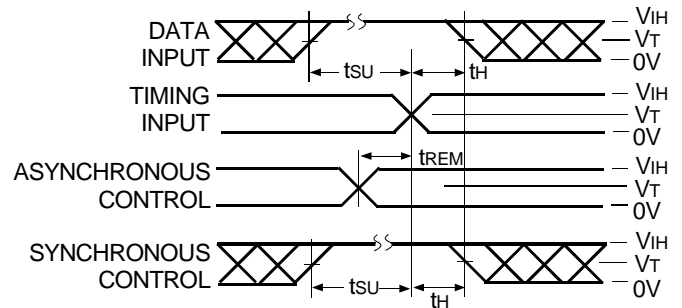 DATA
INPUT
tSU
tH
VIH
VT
0V
TIMING
INPUT
VIH
VT
0V
tREM
ASYNCHRONOUS
CONTROL
VIH
VT
0V
SYNCHRONOUS
CONTROL
tSU
tH
VIH
VT
0V